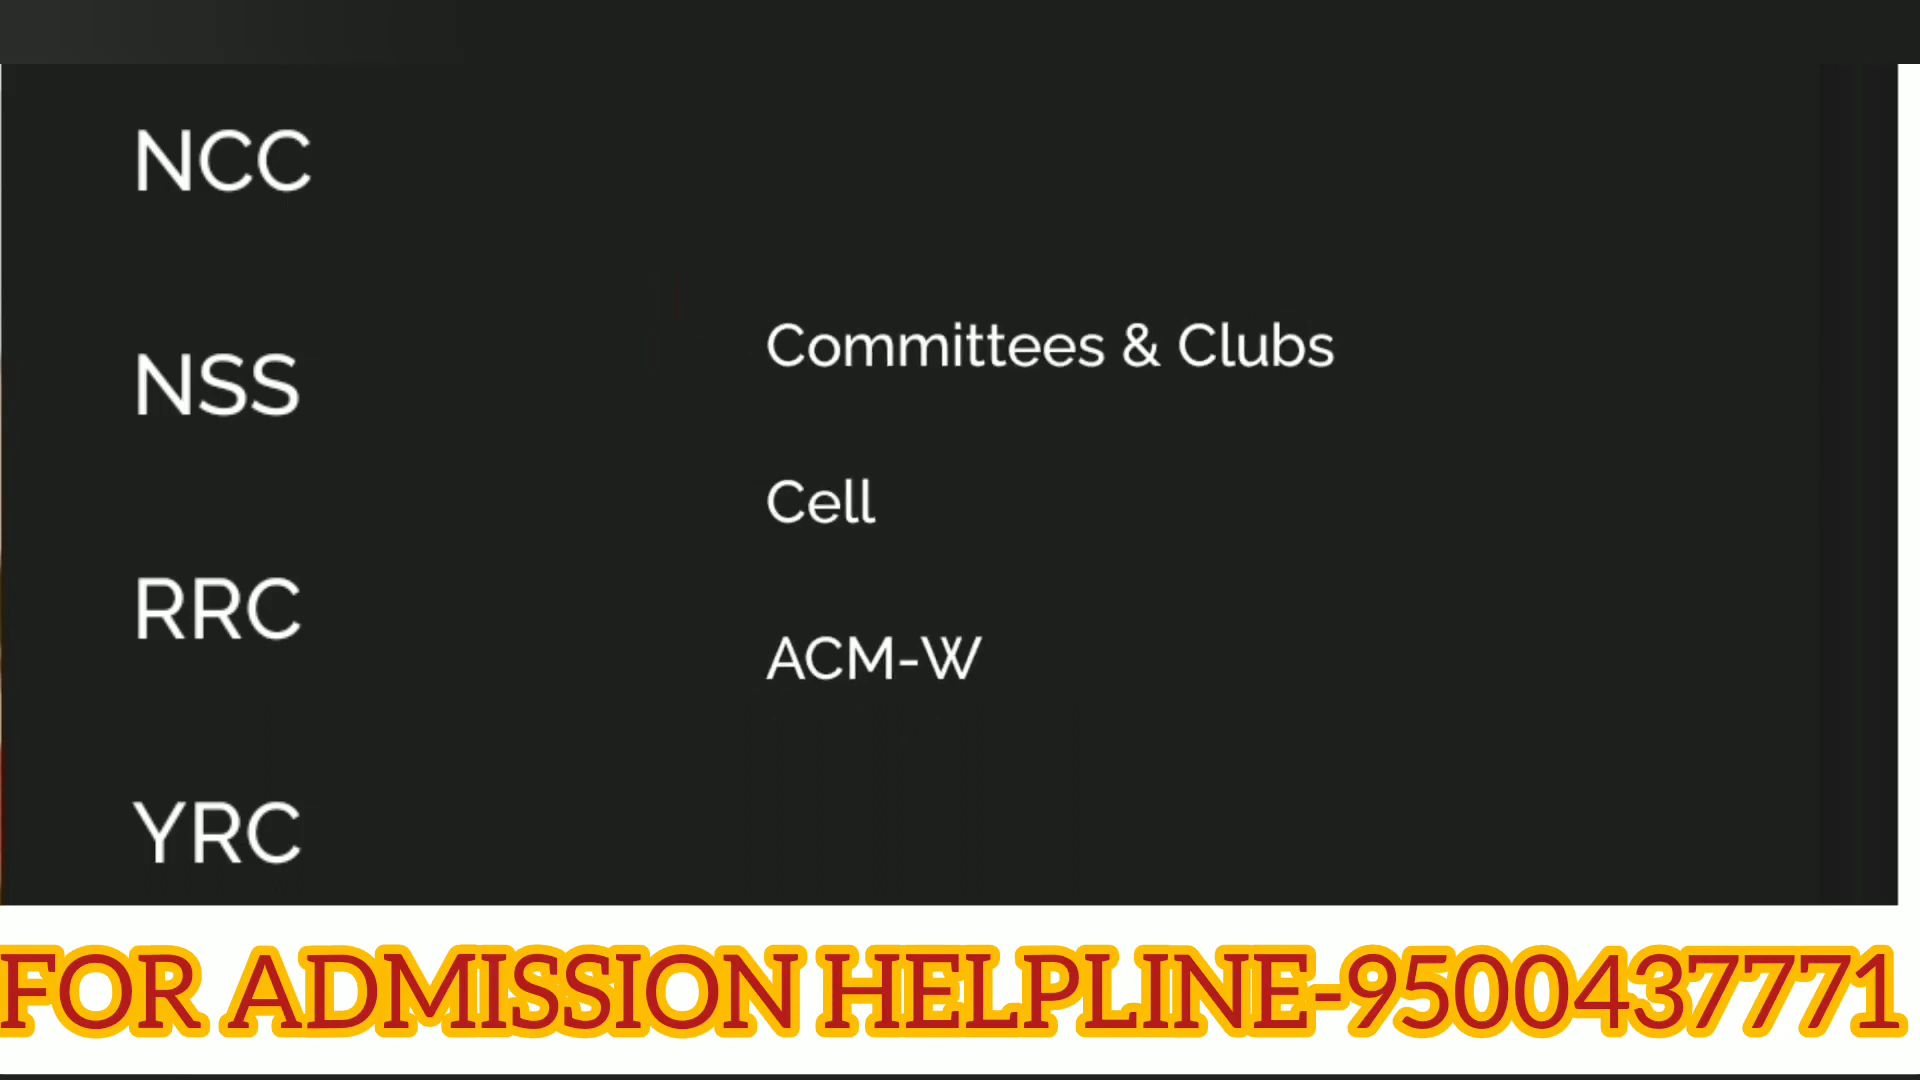 NCC
NSS
RRC
YRC
Committees & Clubs
Cell
ACM-W
FOR ADMISSION HELPLINE-9500437771